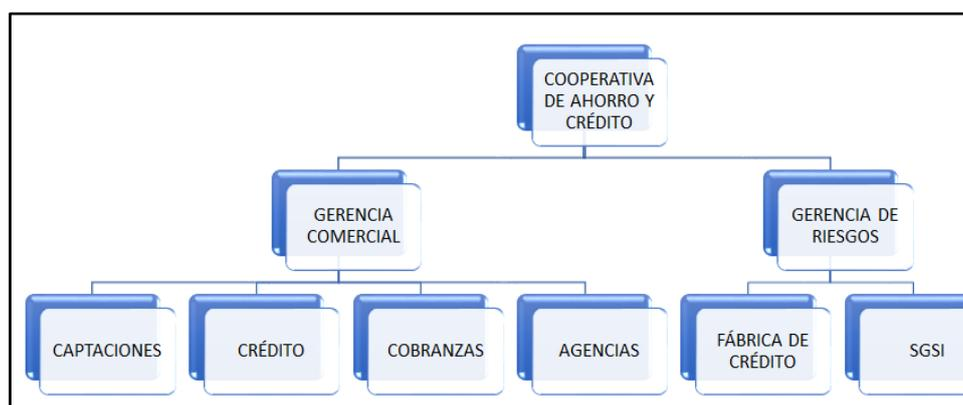 COOPERATIVA
DE AHORRO Y
CRÉDITO
GERENCIA
COMERCIAL
GERENCIA DE
RIESGOS
CAPTACIONES
CRÉDITO
COBRANZAS
AGENCIAS
FÁBRICA DE
CRÉDITO
SGSI